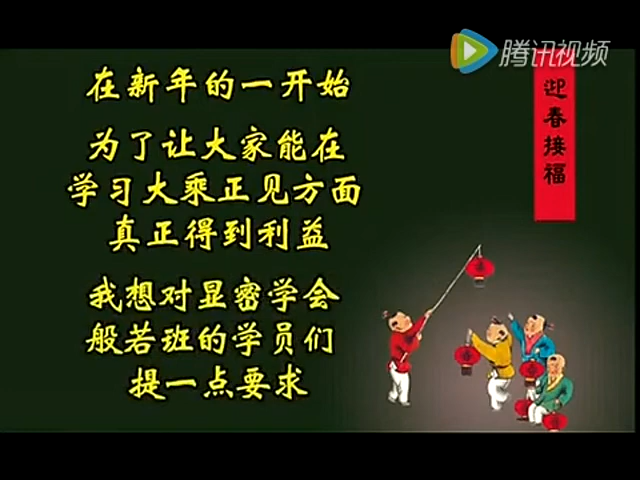 腾讯视频
在新年的一开始
为了让大家能在
学习大乘正见方面
真正得到利益
我想对显密学会
般若班的学员们
提一点要求
迎春接福